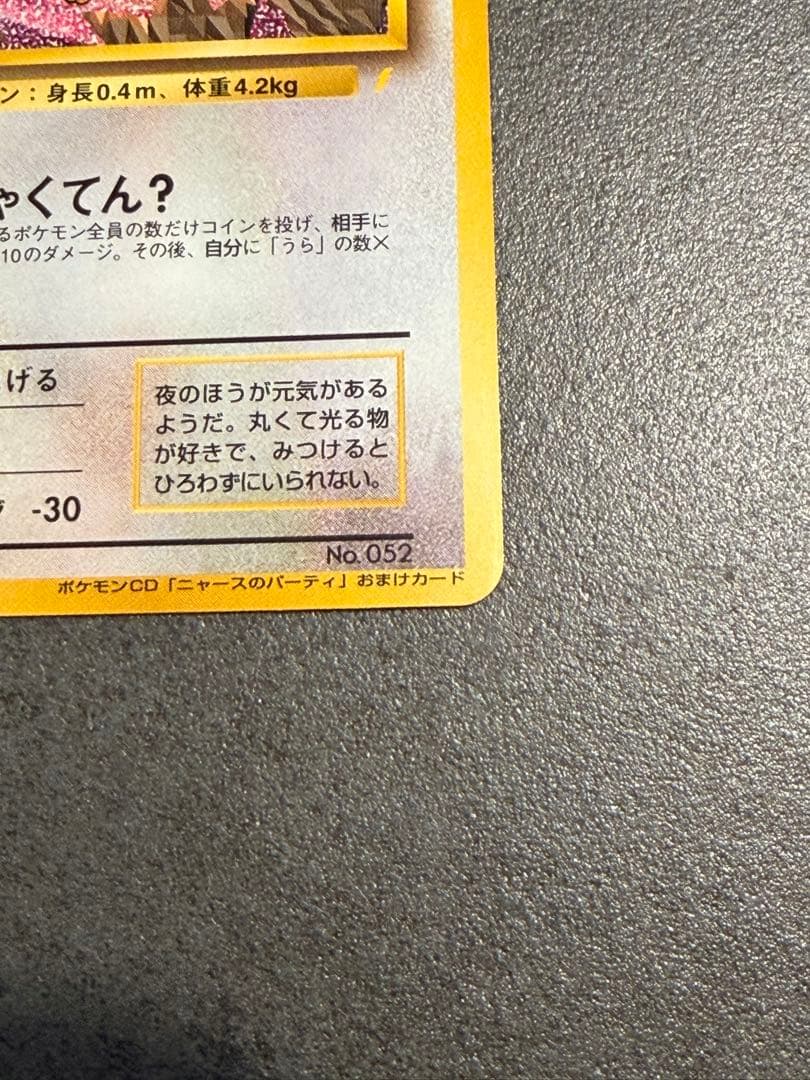 ン：身長0.4m、体重4.2kg
ゃくてん？
るポケモン全員の数だけコインを投げ、相手に
10のダメージ。その後、自分に「うら」の数×
げる
夜のほうが元気がある
ようだ。丸くて光る物
が好きで、みつけると
ひろわずにいられない。
-30
No. 052
ポケモンCD「ニャースのパーティ」おまけカード